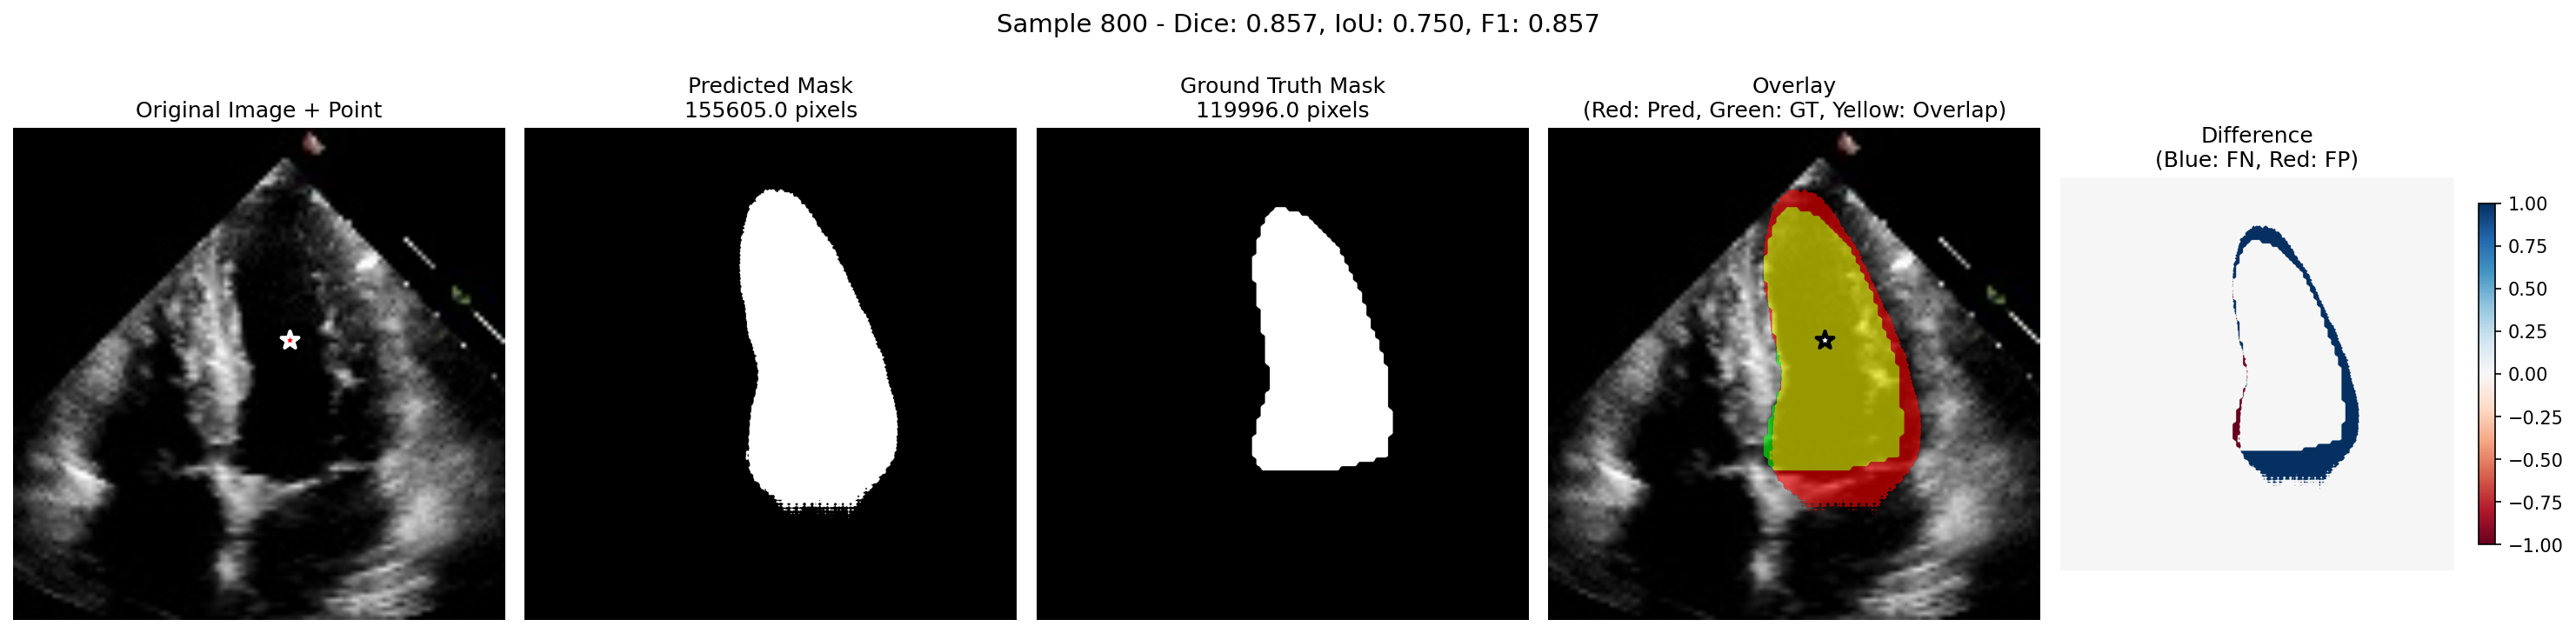 Sample 800 - Dice: 0.857, IoU: 0.750, F1: 0.857
Original Image + Point
Predicted Mask
155605.0 pixels
Ground Truth Mask
119996.0 pixels
Overlay
(Red: Pred, Green: GT, Yellow: Overlap)
Difference
(Blue: FN, Red: FP)
1.00
0.75
0.50
0.25
0.00
−0.25
−0.50
−0.75
−1.00